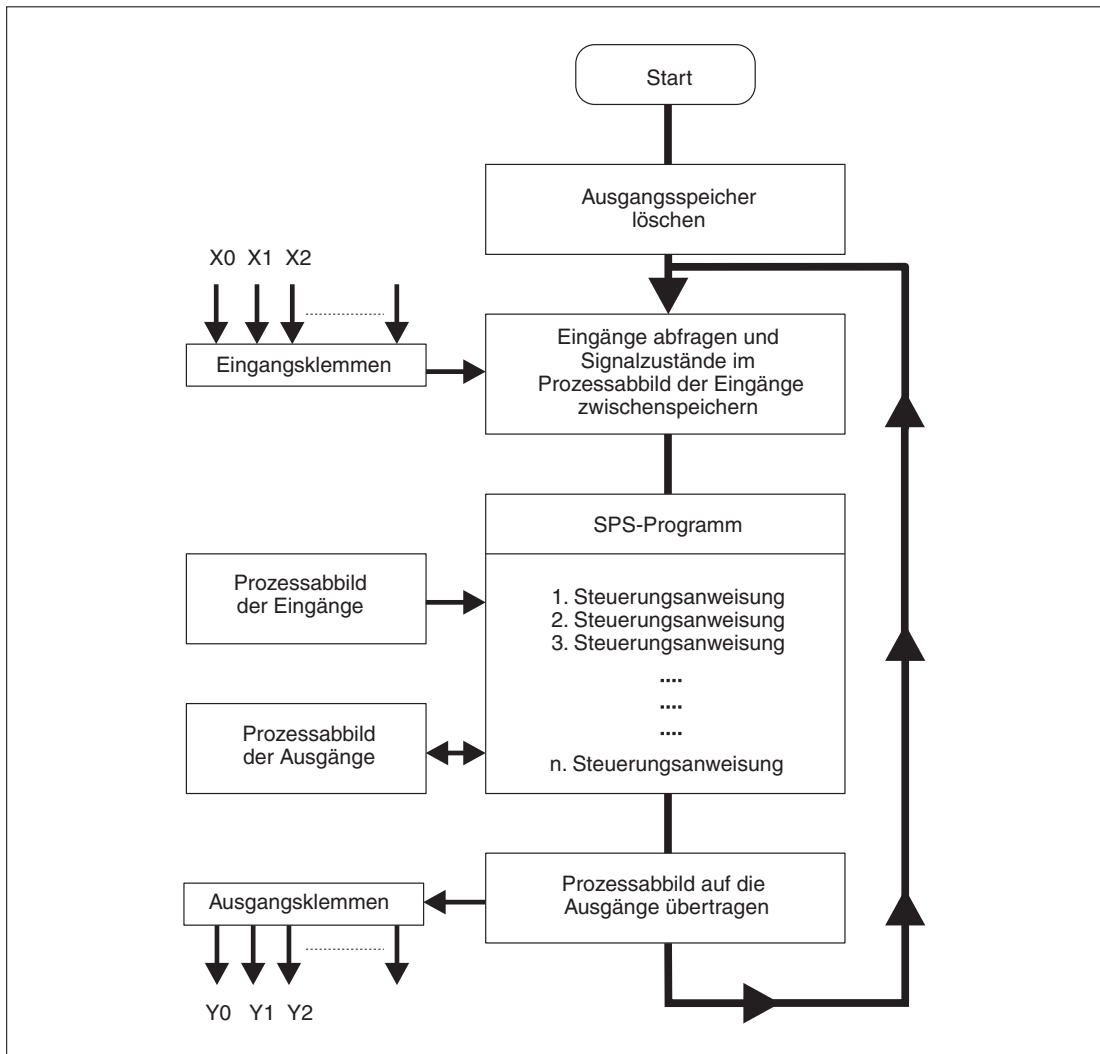 Start
Ausgangsspeicher
löschen
X0 X1 X2
Eingangsklemmen
Eingänge abfragen und
Signalzustände im
Prozessabbild der Eingänge
zwischenspeichern
SPS-Programm
Prozessabbild
der Eingänge
1. Steuerungsanweisung
2. Steuerungsanweisung
3. Steuerungsanweisung
....
....
....
Prozessabbild
der Ausgänge
n. Steuerungsanweisung
Prozessabbild auf die
Ausgänge übertragen
Ausgangsklemmen
Y0 Y1 Y2